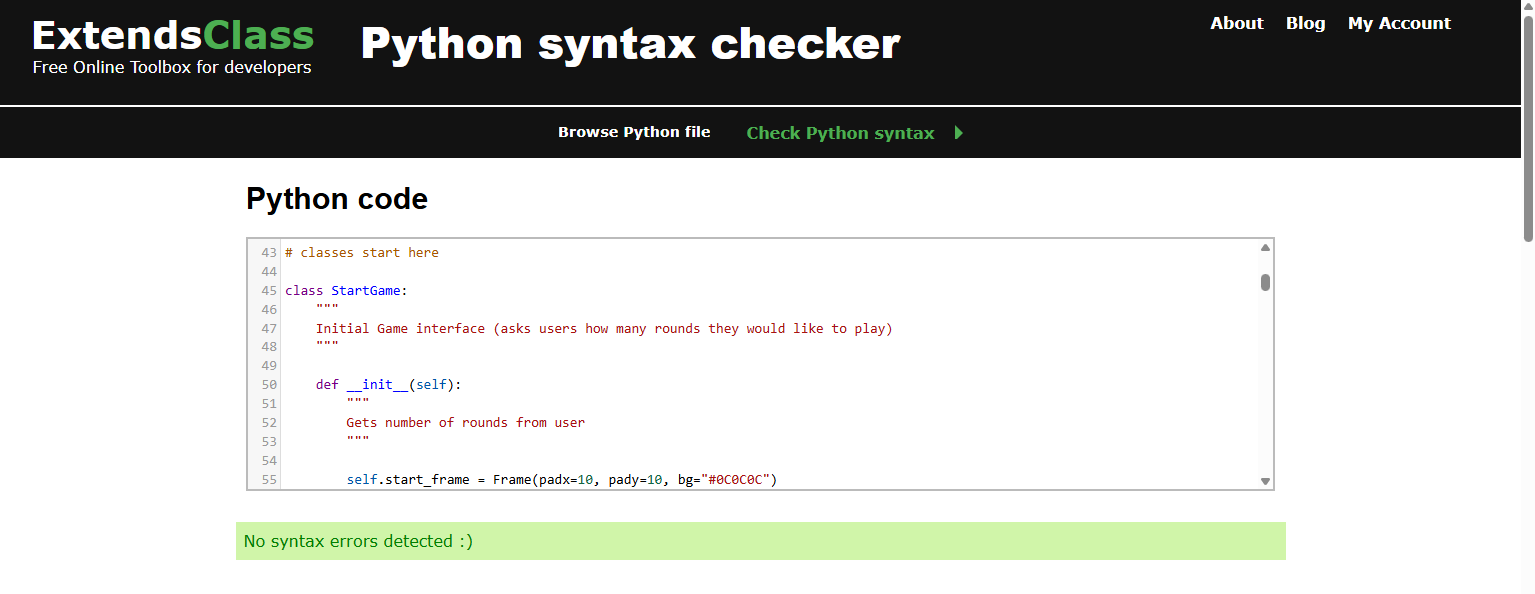 ExtendsClass
Free Online Toolbox for developers
Python syntax checker
About Blog My Account
Browse Python file Check Python syntax
Python code
43 # classes start here
44
45 class StartGame:
46     """
47     Initial Game interface (asks users how many rounds they would like to play)
48     """
49
50     def __init__(self):
51         """
52         Gets number of rounds from user
53         """
54
55         self.start_frame = Frame(padx=10, pady=10, bg="#0C0C0C")
No syntax errors detected :)